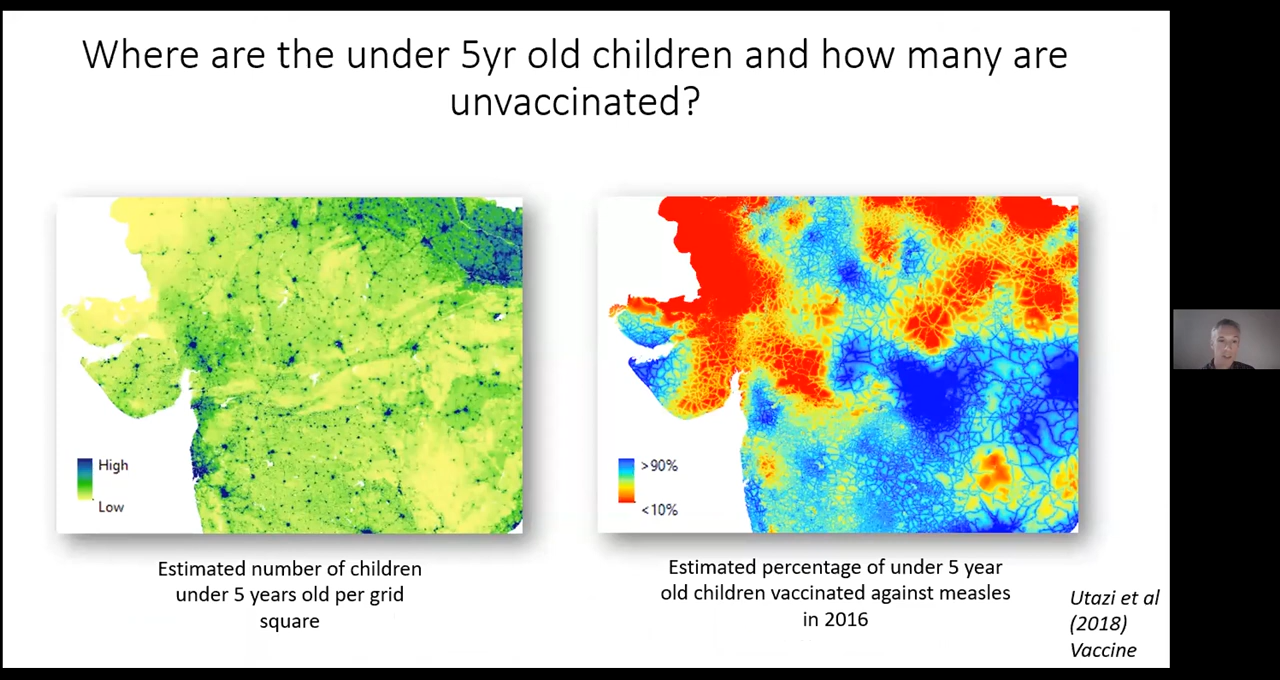 Where are the under 5yr old children and how many are
unvaccinated?
High
Low
>90%
<10%
Estimated number of children
under 5 years old per grid
square
Estimated percentage of under 5 year
old children vaccinated against measles
in 2016
Utazi et al
(2018)
Vaccine